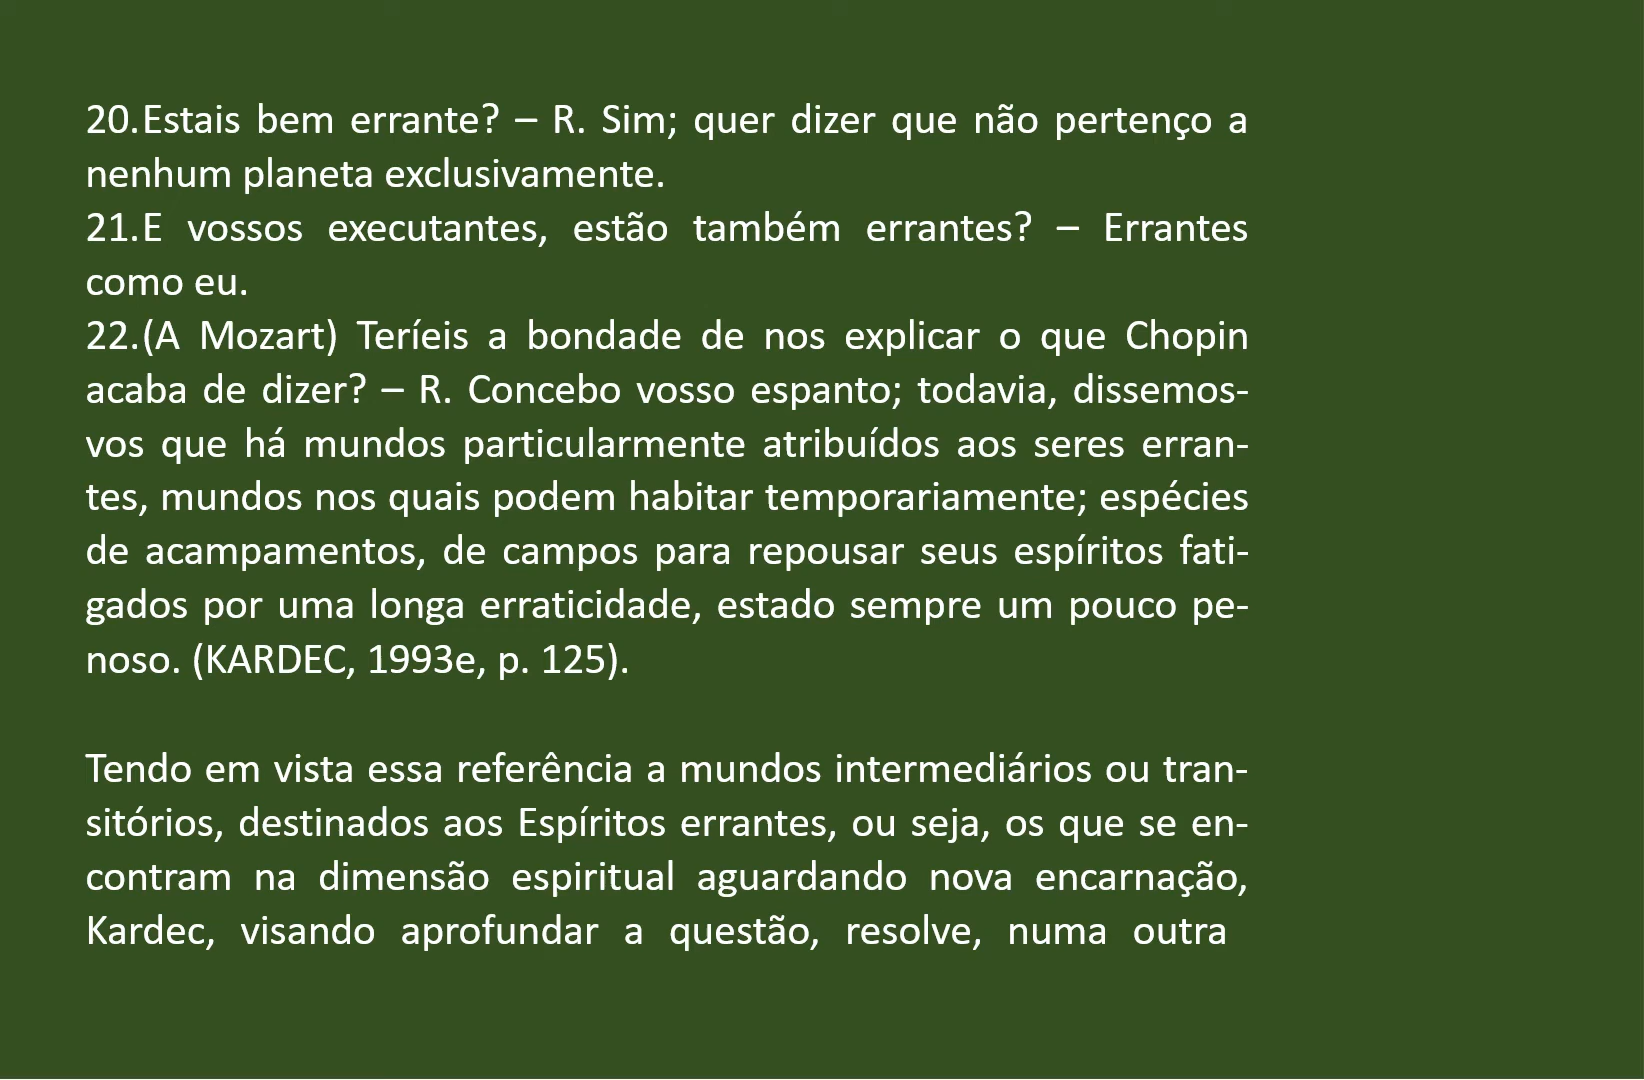 20.Estais bem errante? – R. Sim; quer dizer que não pertenço a
nenhum planeta exclusivamente.
21.E vossos executantes, estão também errantes? – Errantes
como eu.
22.(A Mozart) Teríeis a bondade de nos explicar o que Chopin
acaba de dizer? – R. Concebo vosso espanto; todavia, dissemos-
vos que há mundos particularmente atribuídos aos seres erran-
tes, mundos nos quais podem habitar temporariamente; espécies
de acampamentos, de campos para repousar seus espíritos fati-
gados por uma longa erraticidade, estado sempre um pouco pe-
noso. (KARDEC, 1993e, p. 125).
Tendo em vista essa referência a mundos intermediários ou tran-
sitórios, destinados aos Espíritos errantes, ou seja, os que se en-
contram na dimensão espiritual aguardando nova encarnação,
Kardec, visando aprofundar a questão, resolve, numa outra